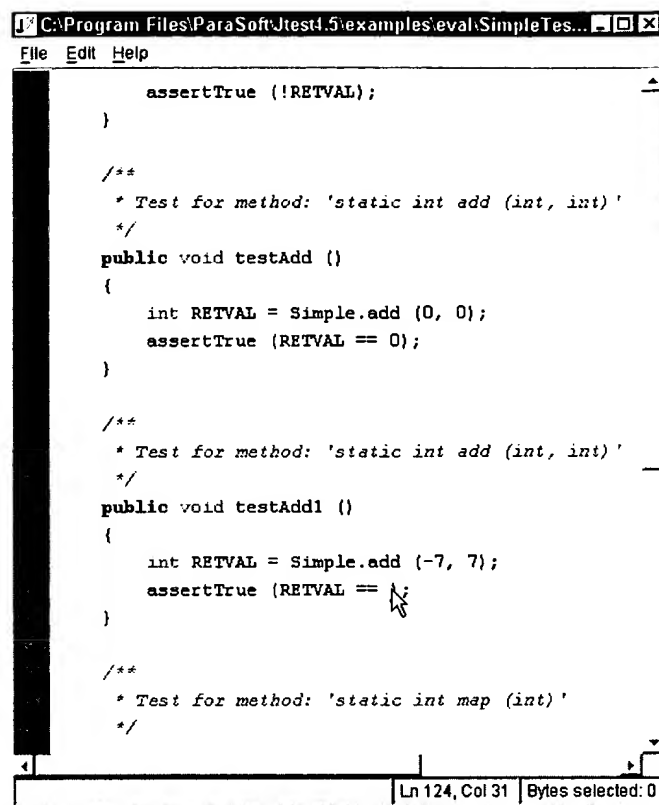 C:\Program Files\ParaSoft\Jtest4.5\examples\eval\SimpleTes...
File Edit Help
assertTrue (!RETVAL);
}
/**
* Test for method: 'static int add (int, int)'
*/
public void testAdd ()
{
int RETVAL = Simple.add (0, 0);
assertTrue (RETVAL == 0);
}
/**
* Test for method: 'static int add (int, int)'
*/
public void testAdd1 ()
{
int RETVAL = Simple.add (-7, 7);
assertTrue (RETVAL == ;
}
/**
* Test for method: 'static int map (int)'
*/
Ln 124, Col 31 Bytes selected: 0